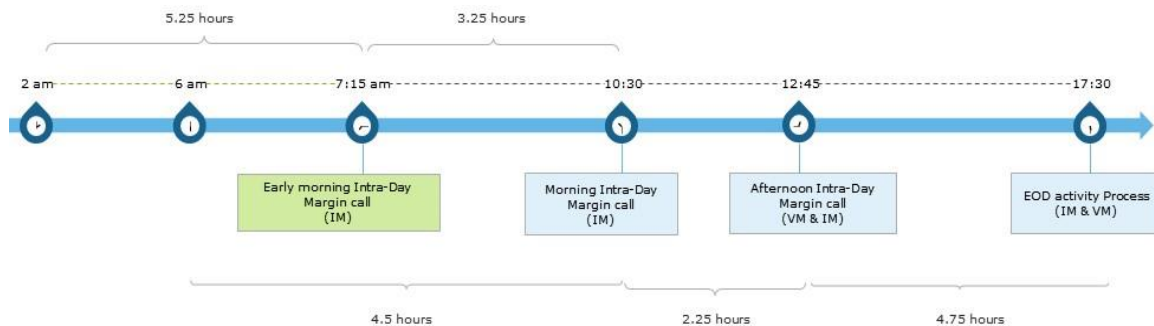 5.25 hours
3.25 hours
2 am
6 am
7:15 am
10:30
12:45
17:30
Early morning Intra-Day
Margin call
(IM)
Morning Intra-Day
Margin call
(IM)
Afternoon Intra-Day
Margin call
(VM & IM)
EOD activity Process
(IM & VM)
4.5 hours
2.25 hours
4.75 hours